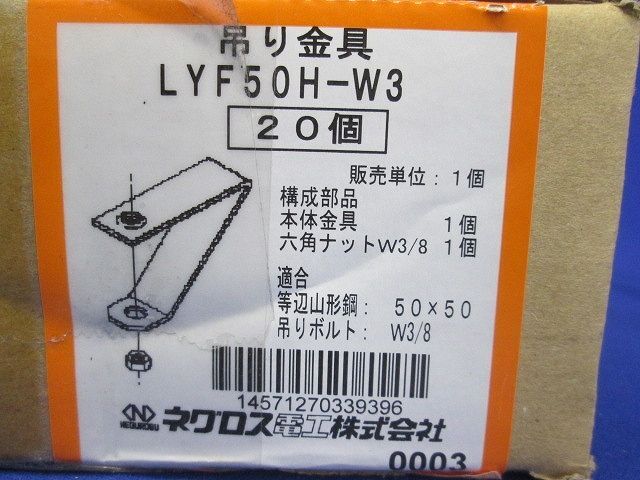 吊り金具
LYF50H-W3
20個
販売単位：1個
構成部品
本体金具 1個
六角ナットW3/8 1個
適合
等辺山形鋼：50×50
吊りボルト：W3/8
14571270339396
NEGUROSU
ネグロス電工株式会社
0003